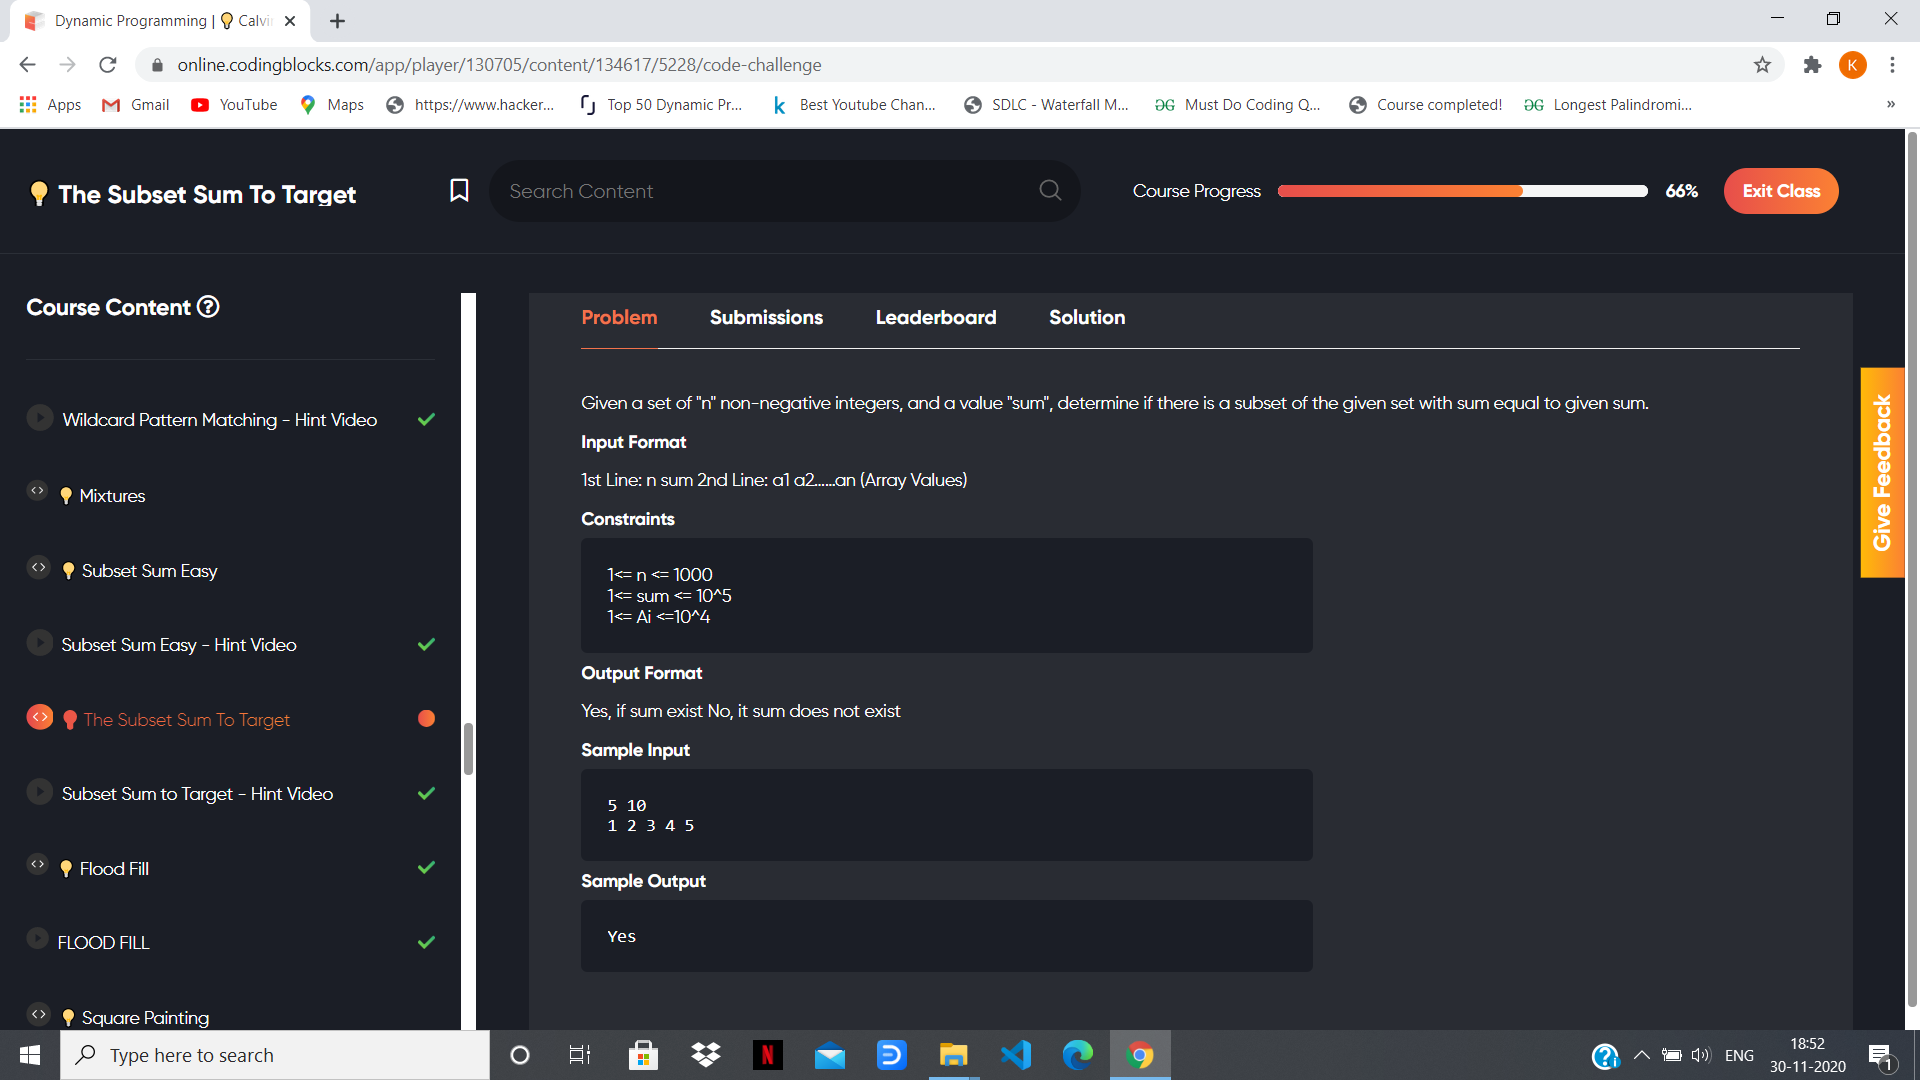 Dynamic Programming | 💡 Calvi
online.codingblocks.com/app/player/130705/content/134617/5228/code-challenge
K
Apps Gmail YouTube Maps https://www.hacker... Top 50 Dynamic Pr... Best Youtube Chan... SDLC - Waterfall M... Must Do Coding Q... Course completed! Longest Palindromi... »
💡 The Subset Sum To Target
Search Content
Course Progress 66% Exit Class
Course Content
Wildcard Pattern Matching - Hint Video
💡 Mixtures
💡 Subset Sum Easy
Subset Sum Easy - Hint Video
The Subset Sum To Target
Subset Sum to Target - Hint Video
💡 Flood Fill
FLOOD FILL
💡 Square Painting
Problem Submissions Leaderboard Solution
Given a set of "n" non-negative integers, and a value "sum", determine if there is a subset of the given set with sum equal to given sum.
Input Format
1st Line: n sum 2nd Line: a1 a2......an (Array Values)
Constraints
1<= n <= 1000
1<= sum <= 10^5
1<= Ai <=10^4
Output Format
Yes, if sum exist No, it sum does not exist
Sample Input
5 10
1 2 3 4 5
Sample Output
Yes
Give Feedback
Type here to search
ENG
18:52
30-11-2020
1